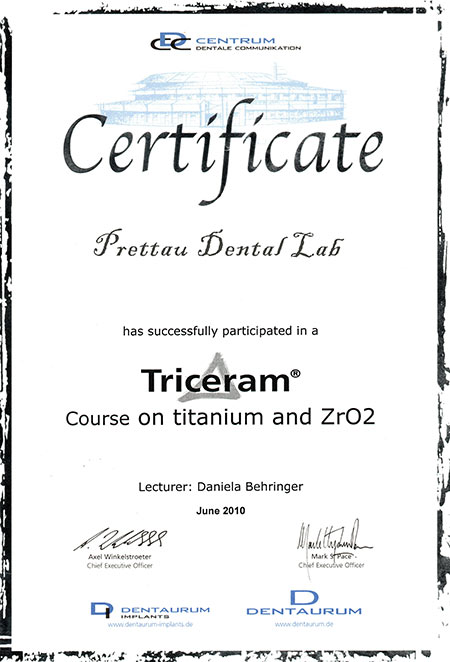 CENTRUM
DENTALE COMMUNIKATION
Certificate
Prettau Dental Lab
has successfully participated in a
Triceram®
Course on titanium and ZrO2
Lecturer: Daniela Behringer
June 2010
Axel Winkelstroeter
Chief Executive Officer
Mark S. Pace
Chief Executive Officer
DENTAURUM
IMPLANTS
www.dentaurum-implants.de
D
DENTAURUM
www.dentaurum.de